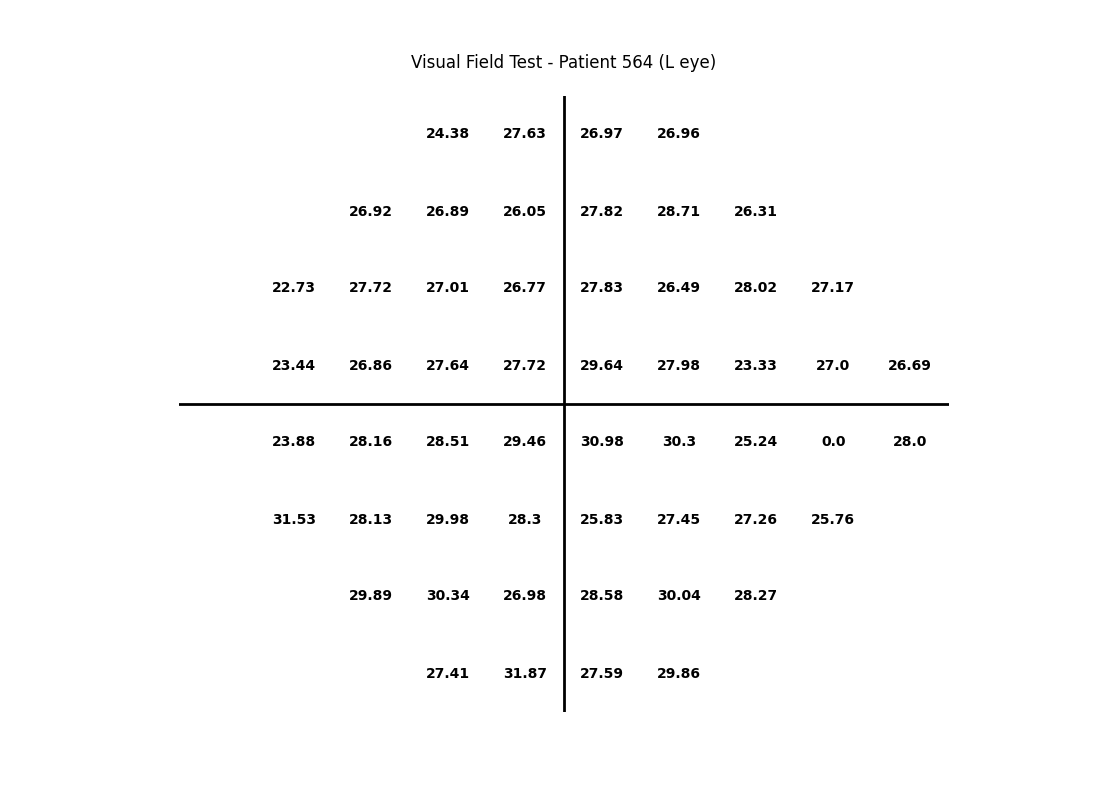 Visual Field Test - Patient 564 (L eye)
24.38 27.63 26.97 26.96
26.92 26.89 26.05 27.82 28.71 26.31
22.73 27.72 27.01 26.77 27.83 26.49 28.02 27.17
23.44 26.86 27.64 27.72 29.64 27.98 23.33 27.0 26.69
23.88 28.16 28.51 29.46 30.98 30.3 25.24 0.0 28.0
31.53 28.13 29.98 28.3 25.83 27.45 27.26 25.76
29.89 30.34 26.98 28.58 30.04 28.27
27.41 31.87 27.59 29.86